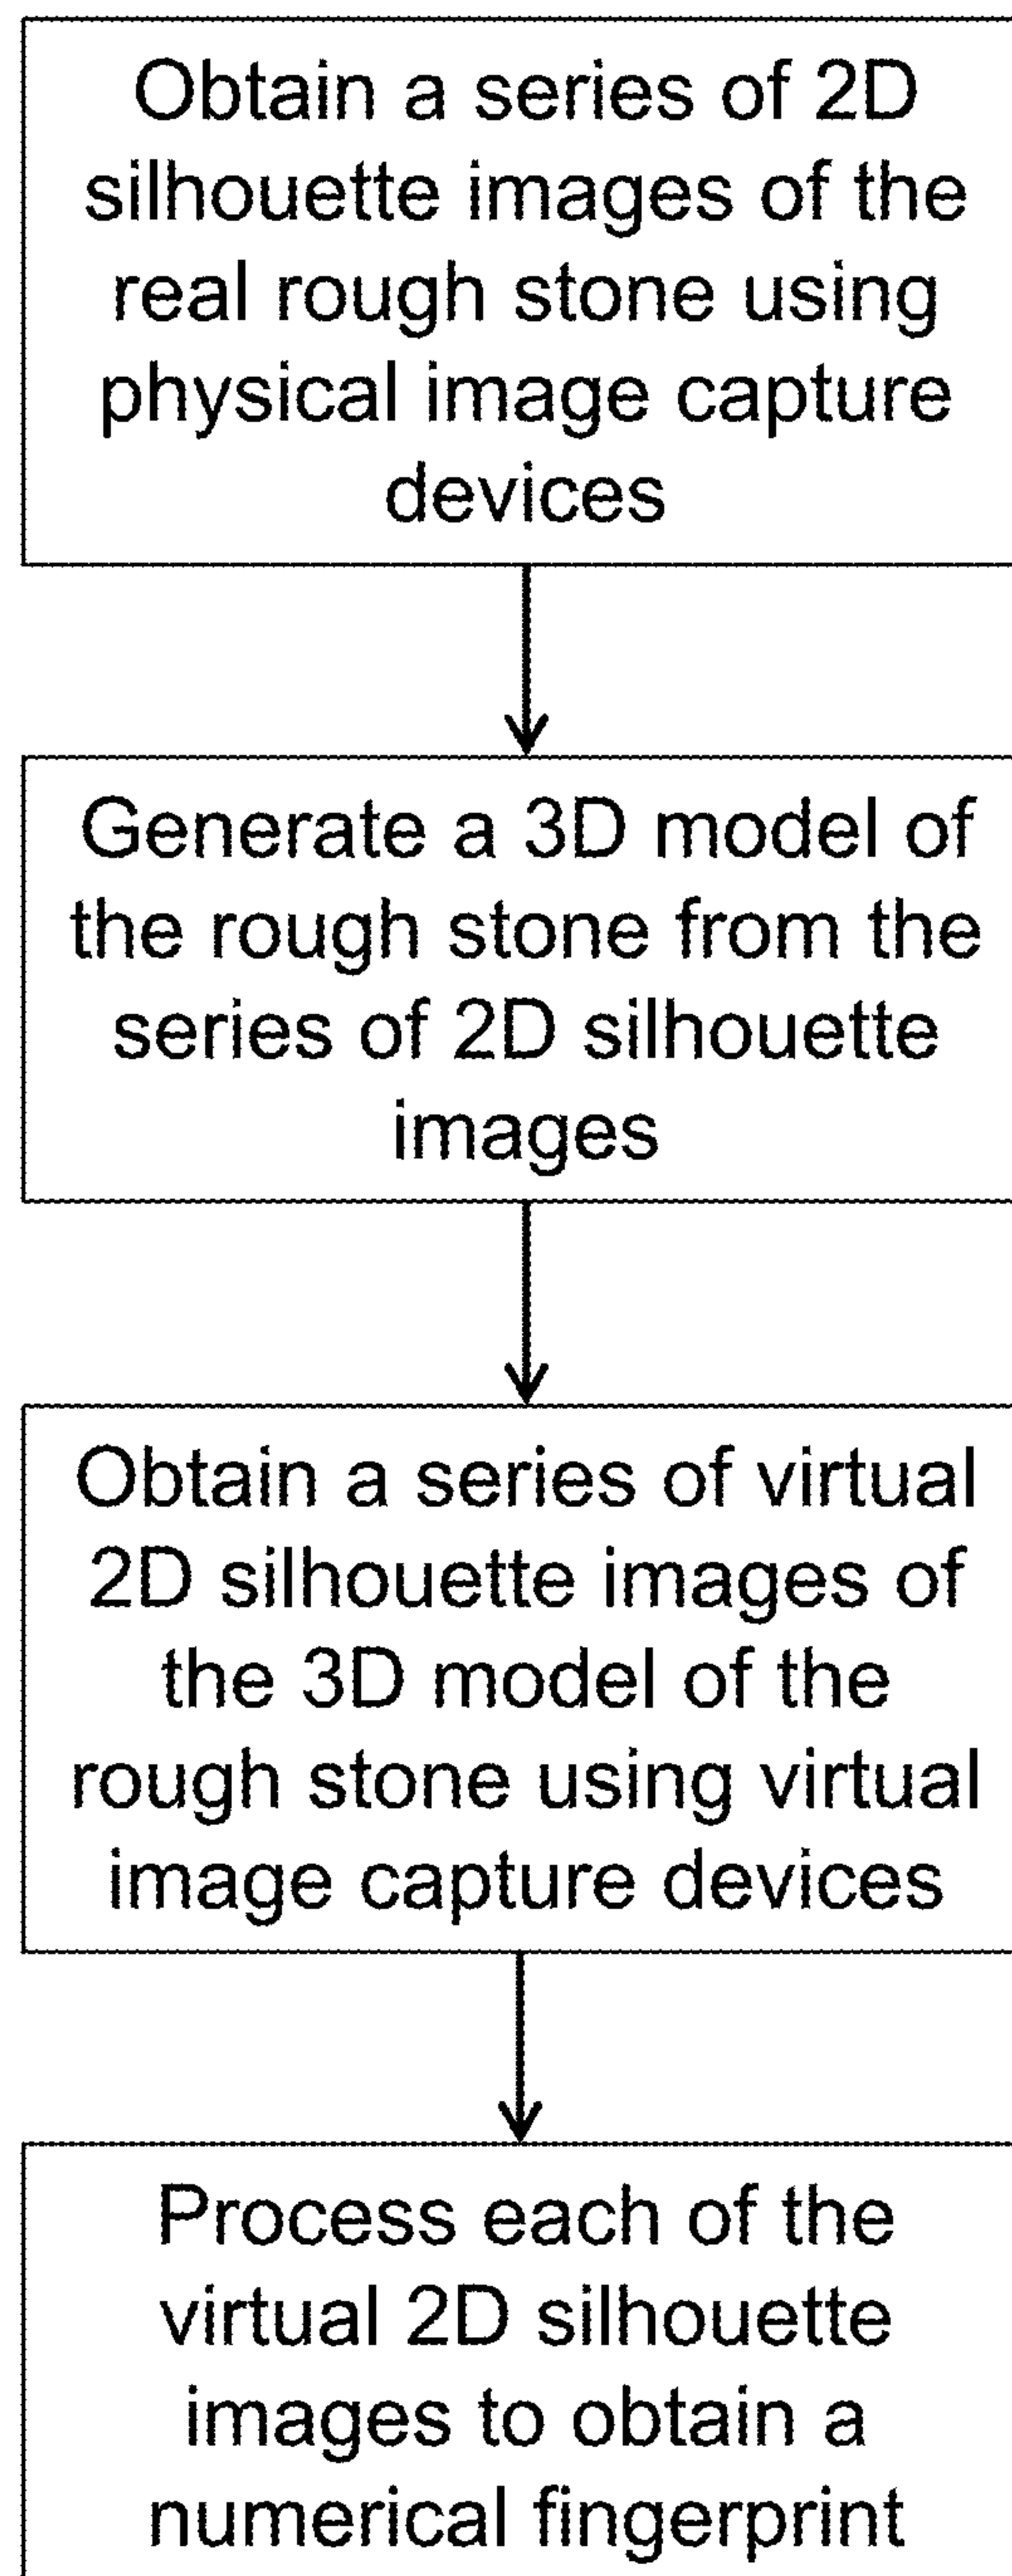 Obtain a series of 2D
silhouette images of the
real rough stone using
physical image capture
devices
Generate a 3D model of
the rough stone from the
series of 2D silhouette
images
Obtain a series of virtual
2D silhouette images of
the 3D model of the
rough stone using virtual
image capture devices
Process each of the
virtual 2D silhouette
images to obtain a
numerical fingerprint